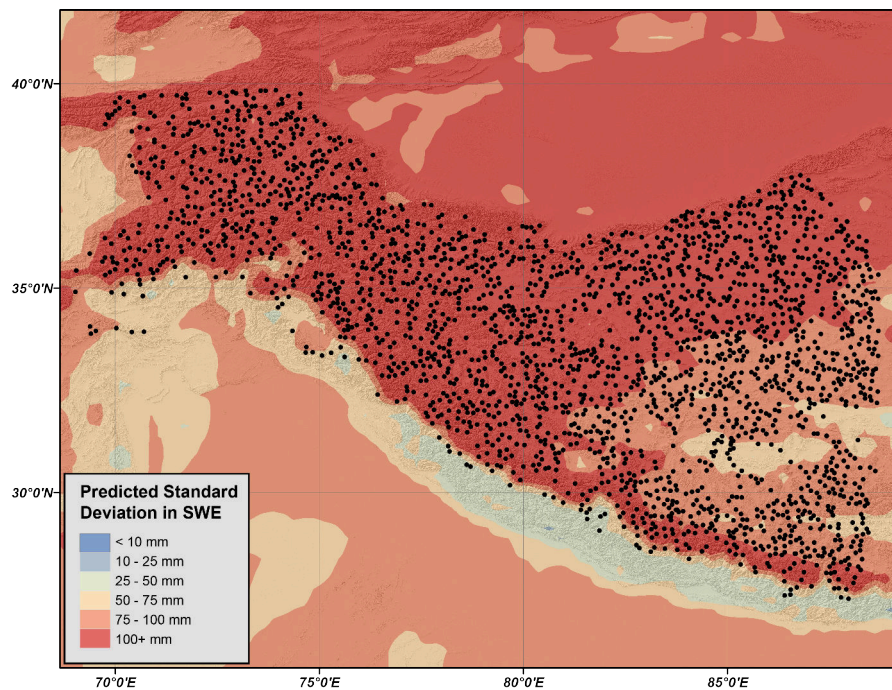 40°0'N
35°0'N
30°0'N
Predicted Standard
Deviation in SWE
< 10 mm
10 - 25 mm
25 - 50 mm
50 - 75 mm
75 - 100 mm
100+ mm
70°0'E
75°0'E
80°0'E
85°0'E